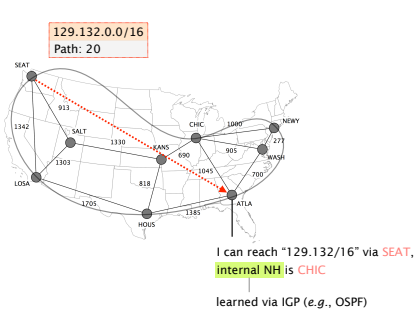 129.132.0.0/16
Path: 20
SEAT
913
CHIC
1000
NEWY
1342
SALT
1330
KANS
690
905
277
WASH
1303
1045
700
LOSA
818
1705
1385
ATLA
HOUS
I can reach “129.132/16” via SEAT,
internal NH is CHIC
learned via IGP (e.g., OSPF)